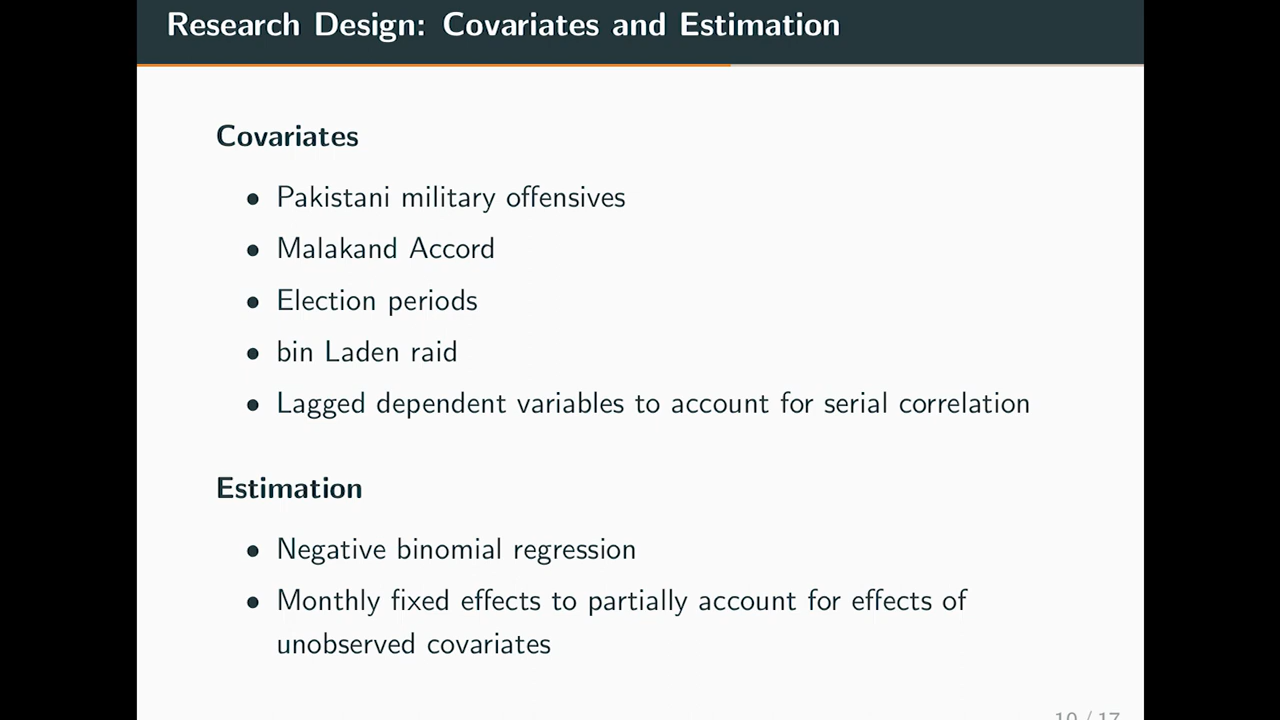 Research Design: Covariates and Estimation
Covariates
• Pakistani military offensives
• Malakand Accord
• Election periods
• bin Laden raid
• Lagged dependent variables to account for serial correlation
Estimation
• Negative binomial regression
• Monthly fixed effects to partially account for effects of
unobserved covariates
10 / 17